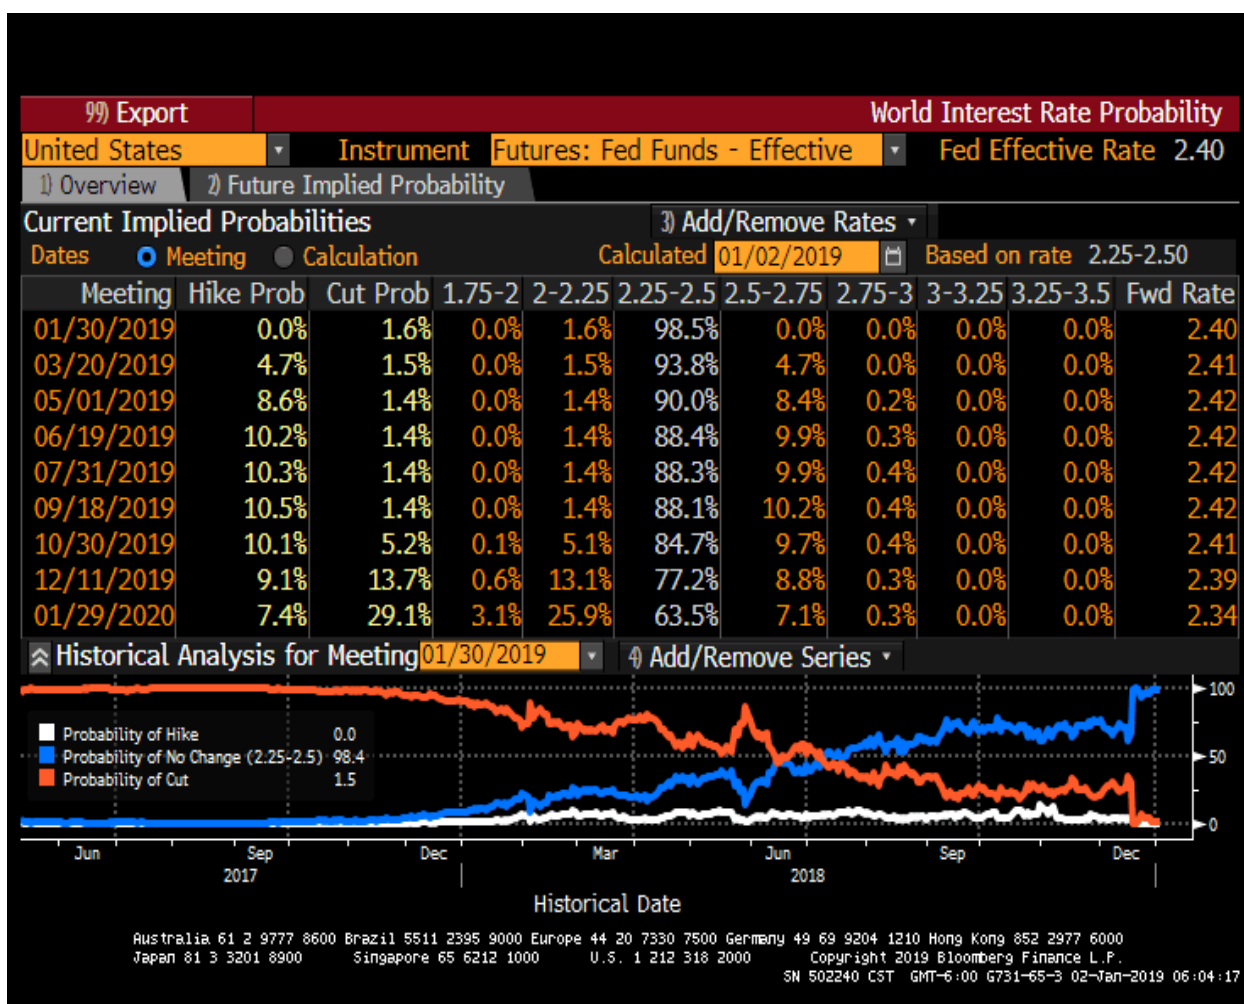 99) Export World Interest Rate Probability
United States Instrument Futures: Fed Funds - Effective Fed Effective Rate 2.40
1) Overview 2) Future Implied Probability
Current Implied Probabilities 3) Add/Remove Rates
Dates Meeting Calculation Calculated 01/02/2019 Based on rate 2.25-2.50
Meeting Hike Prob Cut Prob 1.75-2 2-2.25 2.25-2.5 2.5-2.75 2.75-3 3-3.25 3.25-3.5 Fwd Rate
01/30/2019 0.0% 1.6% 0.0% 1.6% 98.5% 0.0% 0.0% 0.0% 0.0% 2.40
03/20/2019 4.7% 1.5% 0.0% 1.5% 93.8% 4.7% 0.0% 0.0% 0.0% 2.41
05/01/2019 8.6% 1.4% 0.0% 1.4% 90.0% 8.4% 0.2% 0.0% 0.0% 2.42
06/19/2019 10.2% 1.4% 0.0% 1.4% 88.4% 9.9% 0.3% 0.0% 0.0% 2.42
07/31/2019 10.3% 1.4% 0.0% 1.4% 88.3% 9.9% 0.4% 0.0% 0.0% 2.42
09/18/2019 10.5% 1.4% 0.0% 1.4% 88.1% 10.2% 0.4% 0.0% 0.0% 2.42
10/30/2019 10.1% 5.2% 0.1% 5.1% 84.7% 9.7% 0.4% 0.0% 0.0% 2.41
12/11/2019 9.1% 13.7% 0.6% 13.1% 77.2% 8.8% 0.3% 0.0% 0.0% 2.39
01/29/2020 7.4% 29.1% 3.1% 25.9% 63.5% 7.1% 0.3% 0.0% 0.0% 2.34
Historical Analysis for Meeting 01/30/2019 4) Add/Remove Series
100
Probability of Hike 0.0
Probability of No Change (2.25-2.5) 98.4
50
Probability of Cut 1.5
0
Jun Sep Dec Mar Jun Sep Dec
2017 2018
Historical Date
Australia 61 2 9777 8600 Brazil 5511 2395 9000 Europe 44 20 7330 7500 Germany 49 69 9204 1210 Hong Kong 852 2977 6000
Japan 81 3 3201 8900 Singapore 65 6212 1000 U.S. 1 212 318 2000 Copyright 2019 Bloomberg Finance L.P.
SN 502240 CST GMT-6:00 G731-65-3 02-Jan-2019 06:04:17